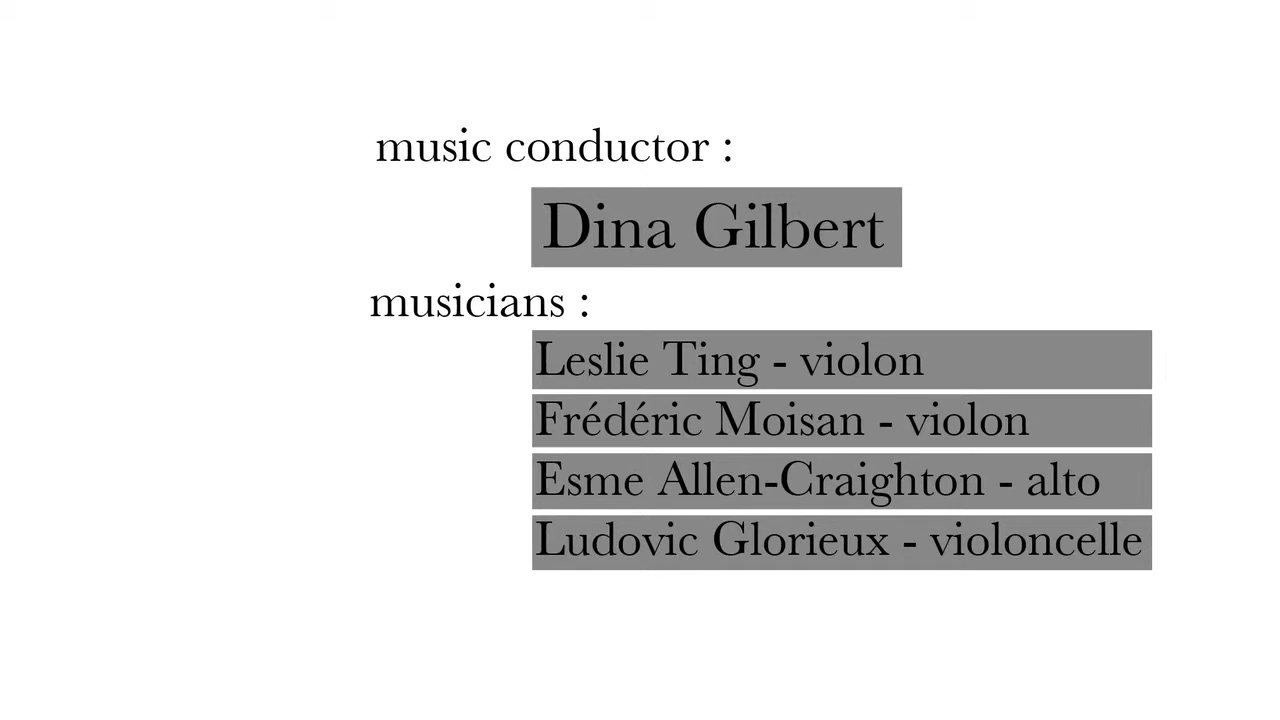 music conductor :
Dina Gilbert
musicians :
Leslie Ting - violon
Frédéric Moisan - violon
Esme Allen-Craighton - alto
Ludovic Glorieux - violoncelle